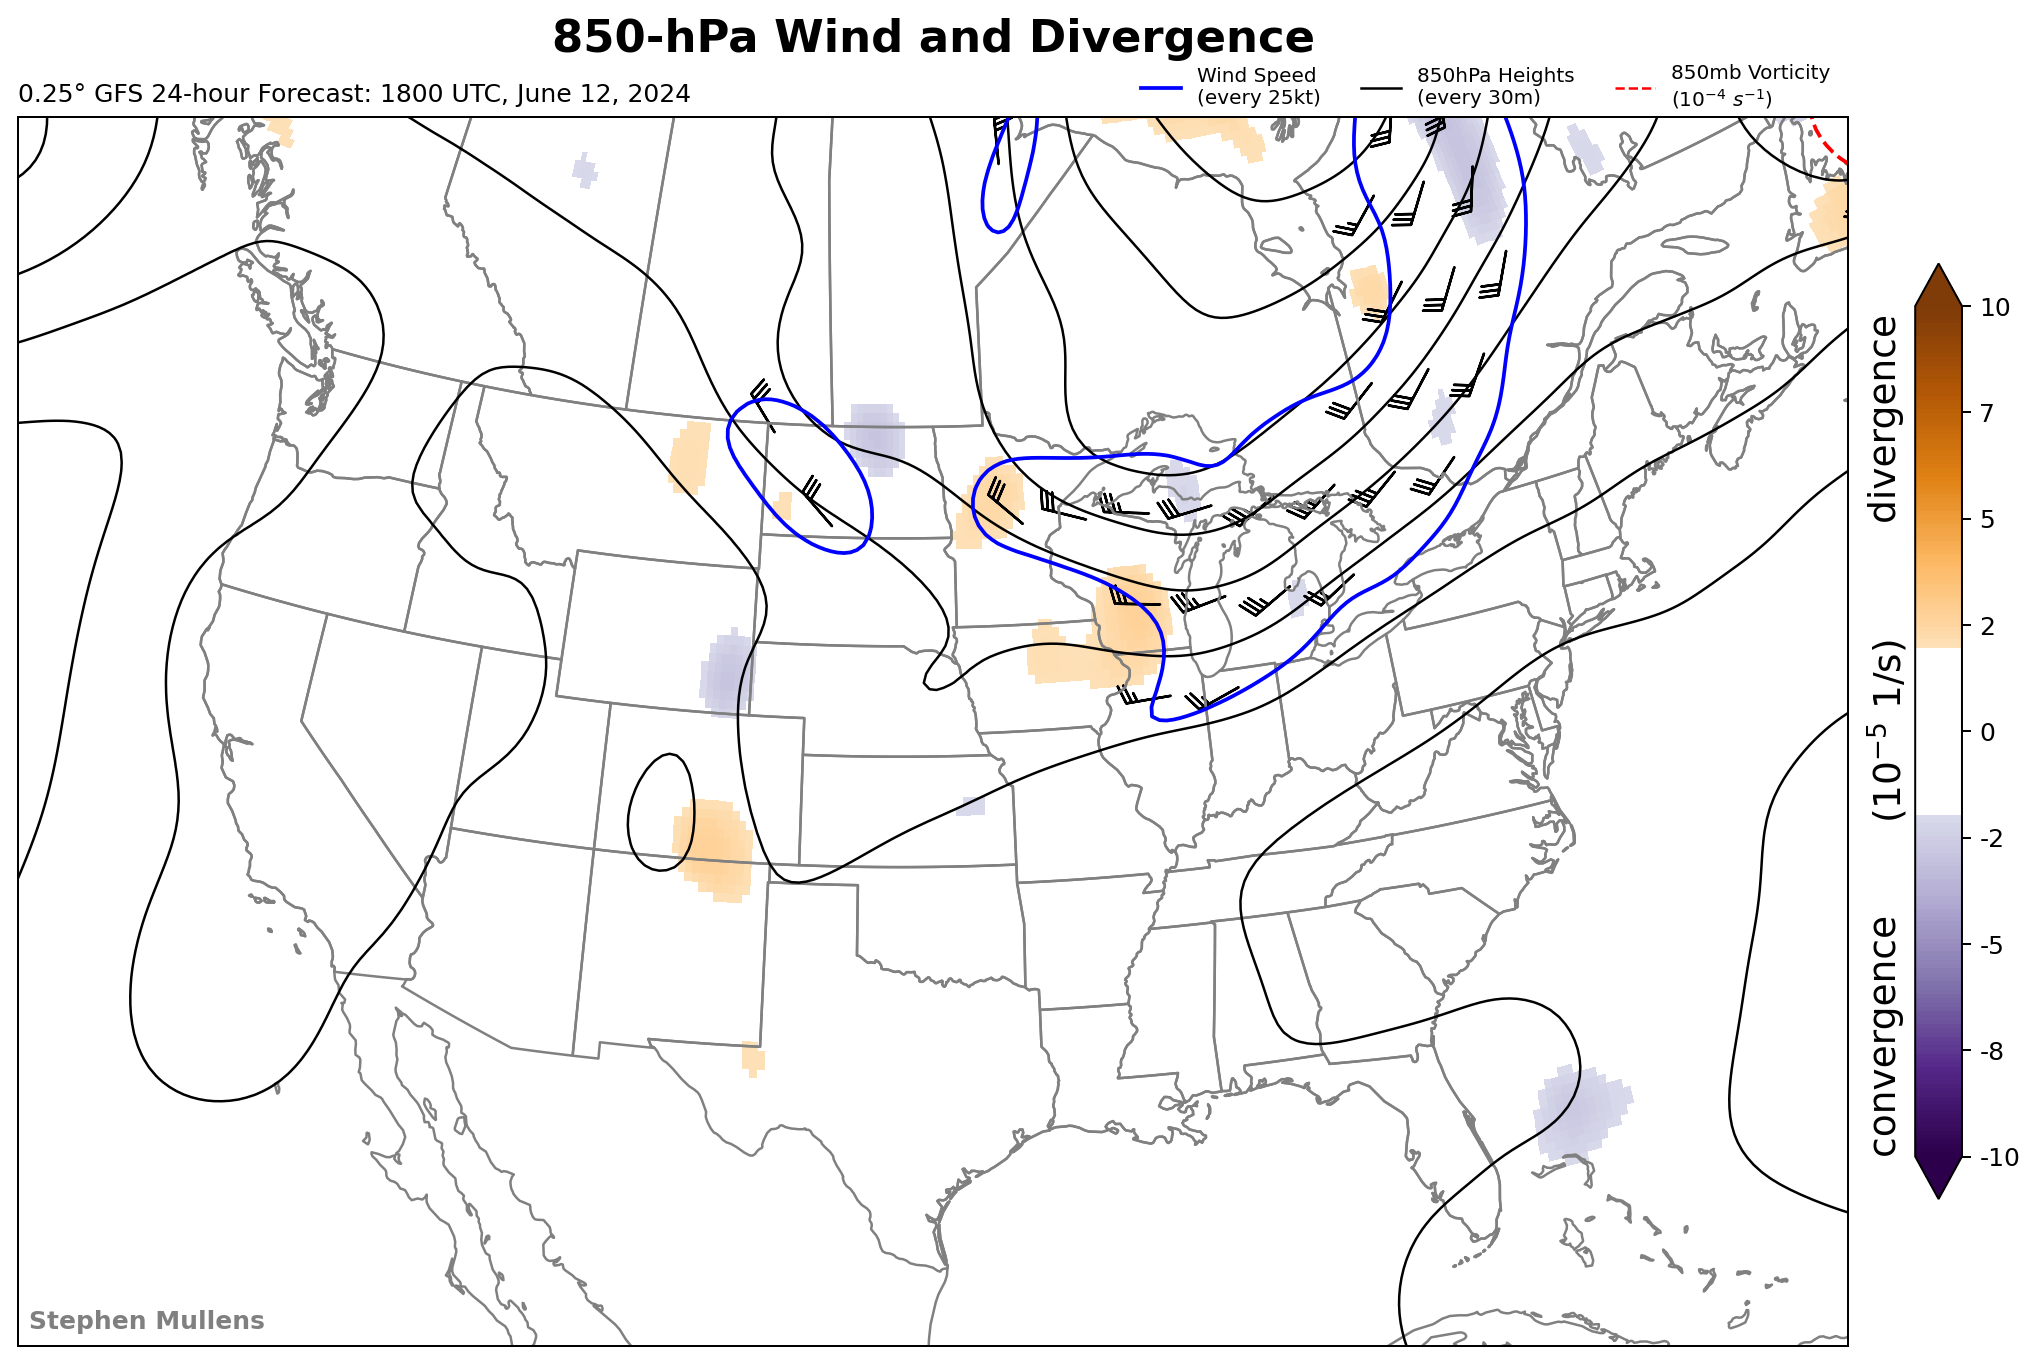 850-hPa Wind and Divergence
0.25° GFS 24-hour Forecast: 1800 UTC, June 12, 2024
Wind Speed
(every 25kt)
850hPa Heights
(every 30m)
850mb Vorticity
(10⁻⁴ s⁻¹)
10
7
5
2
0
-2
-5
-8
-10
convergence (10⁻⁵ 1/s) divergence
Stephen Mullens